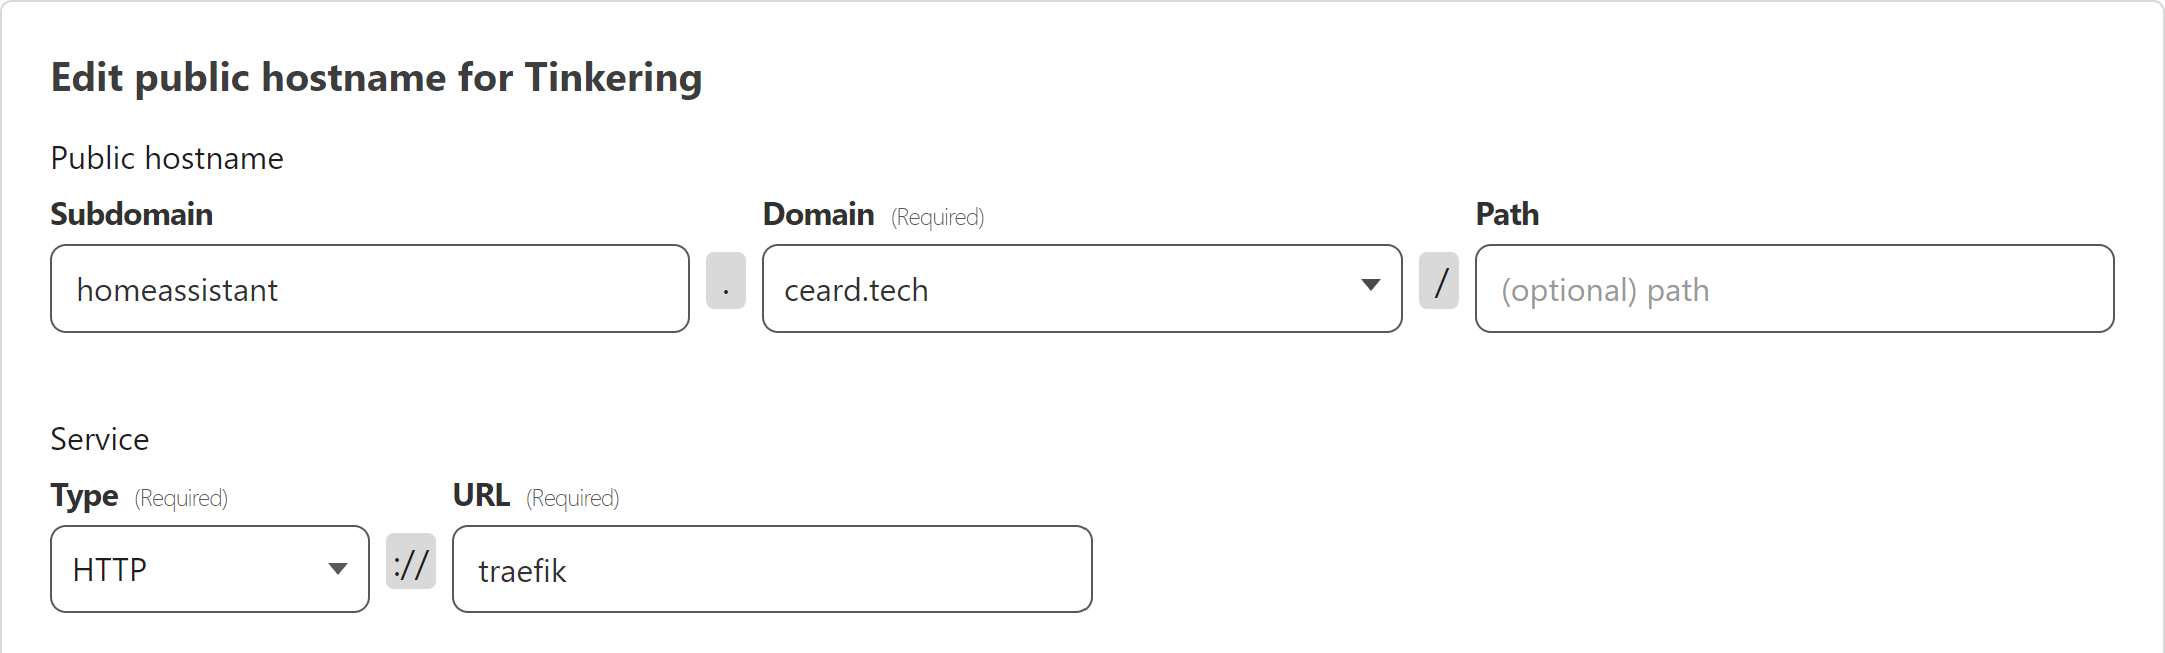 Edit public hostname for Tinkering
Public hostname
Subdomain
Domain (Required)
Path
homeassistant
.
ceard.tech
/
(optional) path
Service
Type (Required)
URL (Required)
HTTP
://
traefik